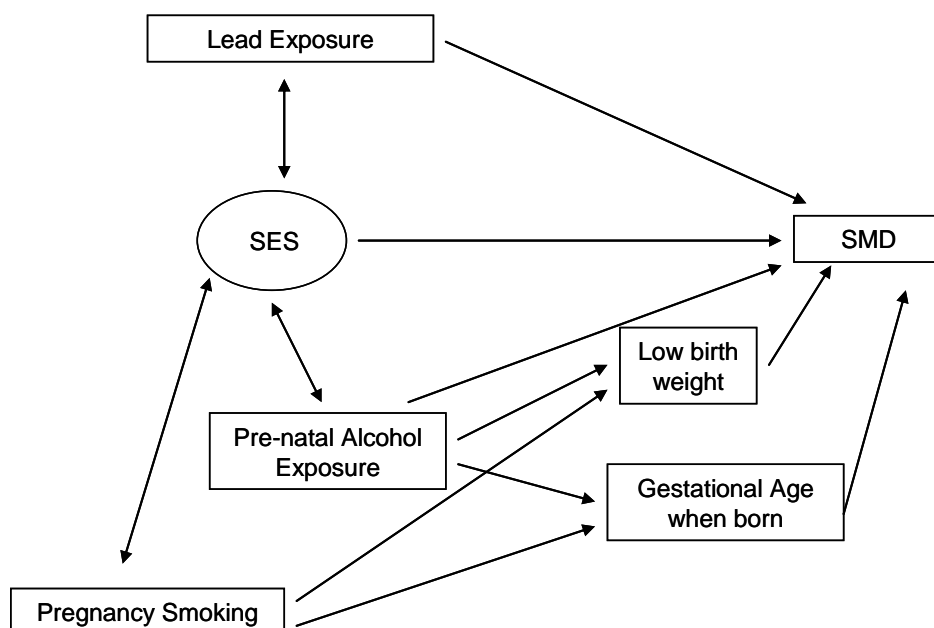 Lead Exposure
SES
SMD
Low birth
weight
Pre-natal Alcohol
Exposure
Gestational Age
when born
Pregnancy Smoking